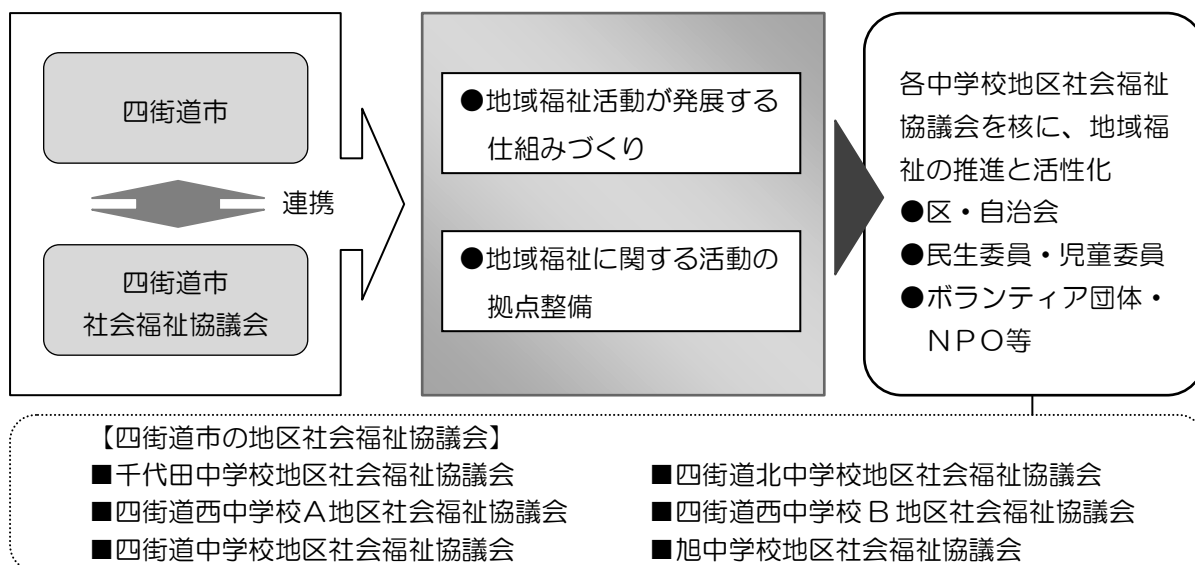 四街道市
連携
四街道市
社会福祉協議会
●地域福祉活動が発展する
仕組みづくり
●地域福祉に関する活動の
拠点整備
各中学校地区社会福祉
協議会を核に、地域福
祉の推進と活性化
●区・自治会
●民生委員・児童委員
●ボランティア団体・
ＮＰＯ等
【四街道市の地区社会福祉協議会】
■千代田中学校地区社会福祉協議会
■四街道北中学校地区社会福祉協議会
■四街道西中学校Ａ地区社会福祉協議会
■四街道西中学校Ｂ地区社会福祉協議会
■四街道中学校地区社会福祉協議会
■旭中学校地区社会福祉協議会